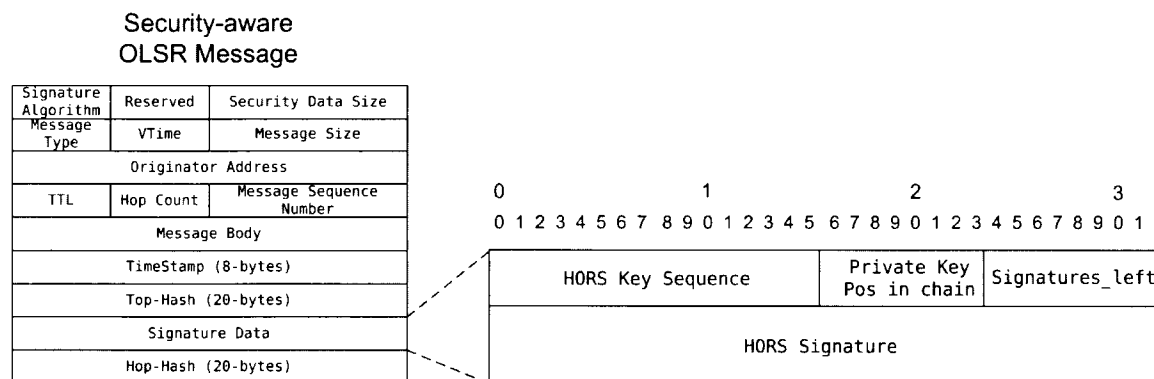 Security-aware
OLSR Message
Signature
Algorithm
Reserved
Security Data Size
Message
Type
VTime
Message Size
Originator Address
TTL
Hop Count
Message Sequence
Number
Message Body
TimeStamp (8-bytes)
Top-Hash (20-bytes)
Signature Data
Hop-Hash (20-bytes)
0 1 2 3
0 1 2 3 4 5 6 7 8 9 0 1 2 3 4 5 6 7 8 9 0 1 2 3 4 5 6 7 8 9 0 1
HORS Key Sequence
Private Key
Pos in chain
Signatures_left
HORS Signature